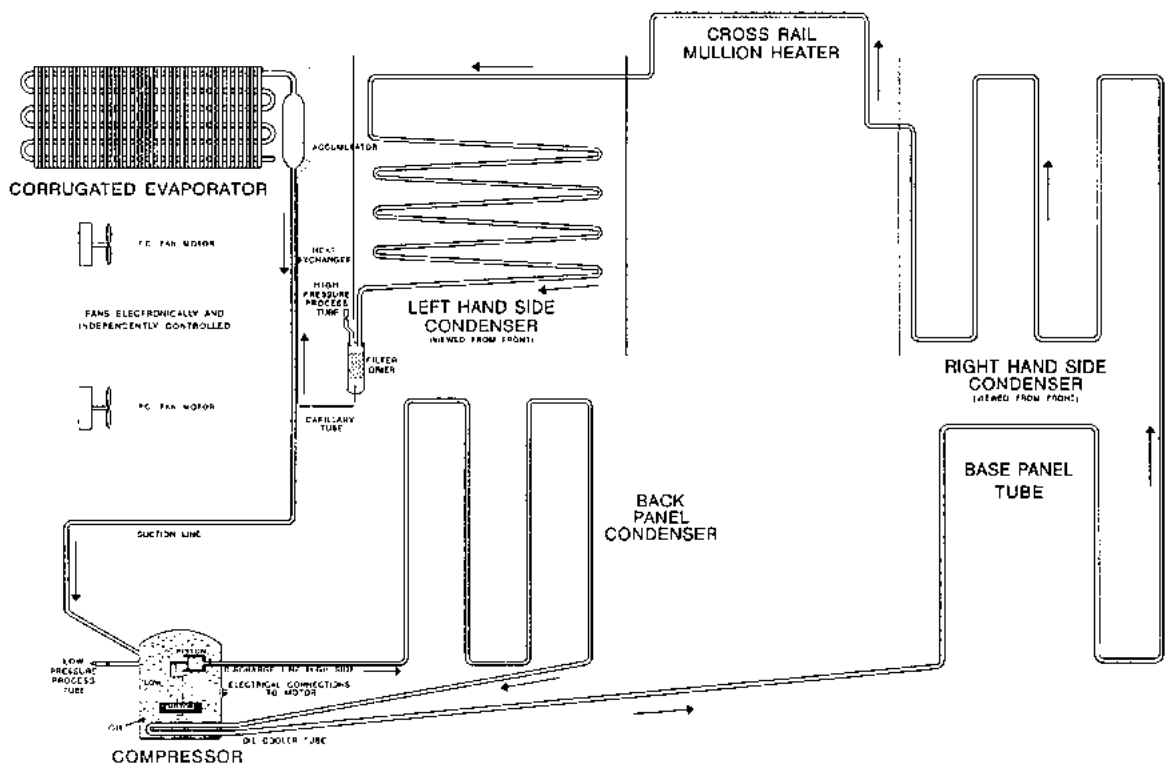 CROSS RAIL
MULLION HEATER
ACCUMULATOR
CORRUGATED EVAPORATOR
FAN MOTOR
HEAT
EXCHANGER
HIGH
PRESSURE
PROCESS
TUBE
FANS ELECTRONICALLY AND
INDEPENDENTLY CONTROLLED
LEFT HAND SIDE
CONDENSER
(VIEWED FROM FRONT)
FILTER
DRIER
RIGHT HAND SIDE
CONDENSER
(VIEWED FROM FRONT)
FAN MOTOR
CAPILLARY
TUBE
BASE PANEL
TUBE
BACK
PANEL
CONDENSER
SUCTION LINE
PISTON
LOW
PRESSURE
PROCESS
TUBE
DISCHARGE LINE HIGH SIDE
LOW
ELECTRICAL CONNECTIONS
TO MOTOR
OIL
OIL COOLER TUBE
COMPRESSOR